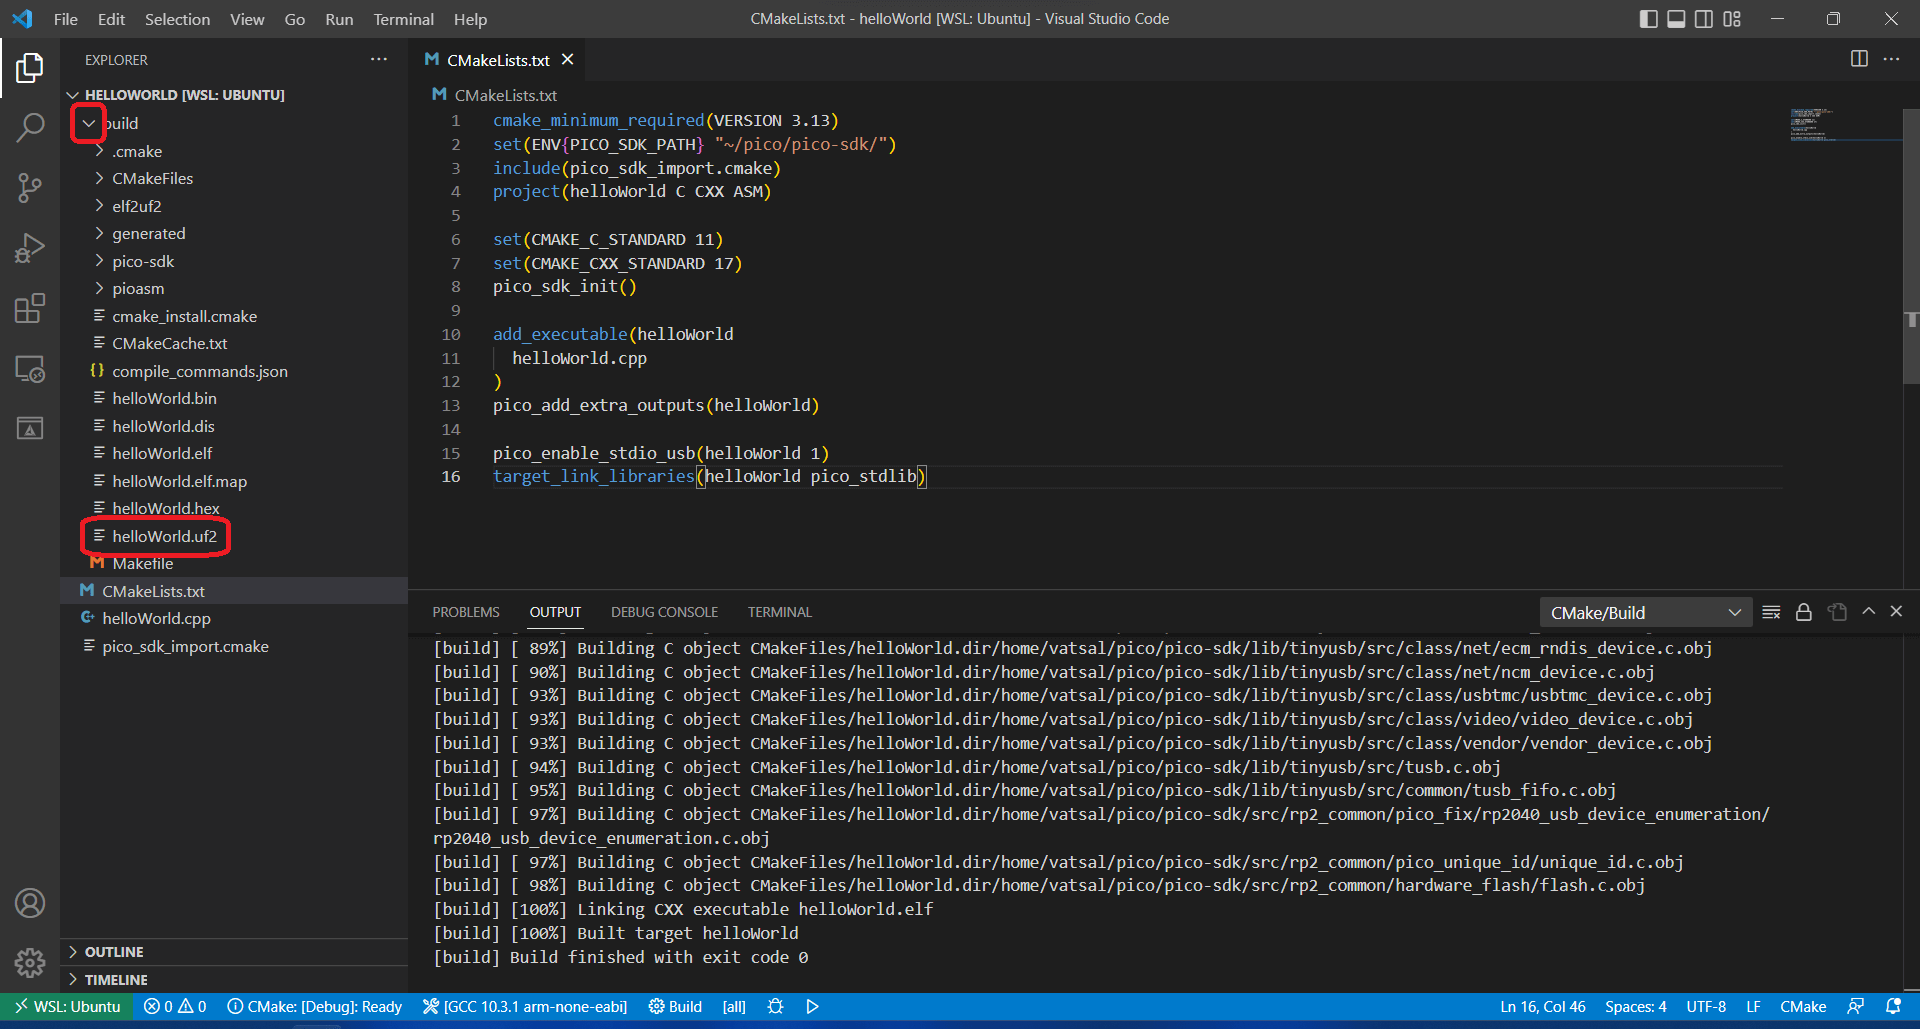 File Edit Selection View Go Run Terminal Help
CMakeLists.txt - helloWorld [WSL: Ubuntu] - Visual Studio Code
EXPLORER
HELLOWORLD [WSL: UBUNTU]
build
.cmake
CMakeFiles
elf2uf2
generated
pico-sdk
pioasm
cmake_install.cmake
CMakeCache.txt
compile_commands.json
helloWorld.bin
helloWorld.dis
helloWorld.elf
helloWorld.elf.map
helloWorld.hex
helloWorld.uf2
Makefile
CMakeLists.txt
helloWorld.cpp
pico_sdk_import.cmake
OUTLINE
TIMELINE
CMakeLists.txt
CMakeLists.txt
1 cmake_minimum_required(VERSION 3.13)
2 set(ENV{PICO_SDK_PATH} "~/pico/pico-sdk/")
3 include(pico_sdk_import.cmake)
4 project(helloWorld C CXX ASM)
5
6 set(CMAKE_C_STANDARD 11)
7 set(CMAKE_CXX_STANDARD 17)
8 pico_sdk_init()
9
10 add_executable(helloWorld
11 helloWorld.cpp
12 )
13 pico_add_extra_outputs(helloWorld)
14
15 pico_enable_stdio_usb(helloWorld 1)
16 target_link_libraries(helloWorld pico_stdlib)
PROBLEMS OUTPUT DEBUG CONSOLE TERMINAL
CMake/Build
[build] [ 89%] Building C object CMakeFiles/helloWorld.dir/home/vatsal/pico/pico-sdk/lib/tinyusb/src/class/net/ecm_rndis_device.c.obj
[build] [ 90%] Building C object CMakeFiles/helloWorld.dir/home/vatsal/pico/pico-sdk/lib/tinyusb/src/class/net/ncm_device.c.obj
[build] [ 93%] Building C object CMakeFiles/helloWorld.dir/home/vatsal/pico/pico-sdk/lib/tinyusb/src/class/usbtmc/usbtmc_device.c.obj
[build] [ 93%] Building C object CMakeFiles/helloWorld.dir/home/vatsal/pico/pico-sdk/lib/tinyusb/src/class/video/video_device.c.obj
[build] [ 93%] Building C object CMakeFiles/helloWorld.dir/home/vatsal/pico/pico-sdk/lib/tinyusb/src/class/vendor/vendor_device.c.obj
[build] [ 94%] Building C object CMakeFiles/helloWorld.dir/home/vatsal/pico/pico-sdk/lib/tinyusb/src/tusb.c.obj
[build] [ 95%] Building C object CMakeFiles/helloWorld.dir/home/vatsal/pico/pico-sdk/lib/tinyusb/src/common/tusb_fifo.c.obj
[build] [ 97%] Building C object CMakeFiles/helloWorld.dir/home/vatsal/pico/pico-sdk/src/rp2_common/pico_fix/rp2040_usb_device_enumeration/
rp2040_usb_device_enumeration.c.obj
[build] [ 97%] Building C object CMakeFiles/helloWorld.dir/home/vatsal/pico/pico-sdk/src/rp2_common/pico_unique_id/unique_id.c.obj
[build] [ 98%] Building C object CMakeFiles/helloWorld.dir/home/vatsal/pico/pico-sdk/src/rp2_common/hardware_flash/flash.c.obj
[build] [100%] Linking CXX executable helloWorld.elf
[build] [100%] Built target helloWorld
[build] Build finished with exit code 0
WSL: Ubuntu 0 0 CMake: [Debug]: Ready [GCC 10.3.1 arm-none-eabi] Build [all] Ln 16, Col 46 Spaces: 4 UTF-8 LF CMake